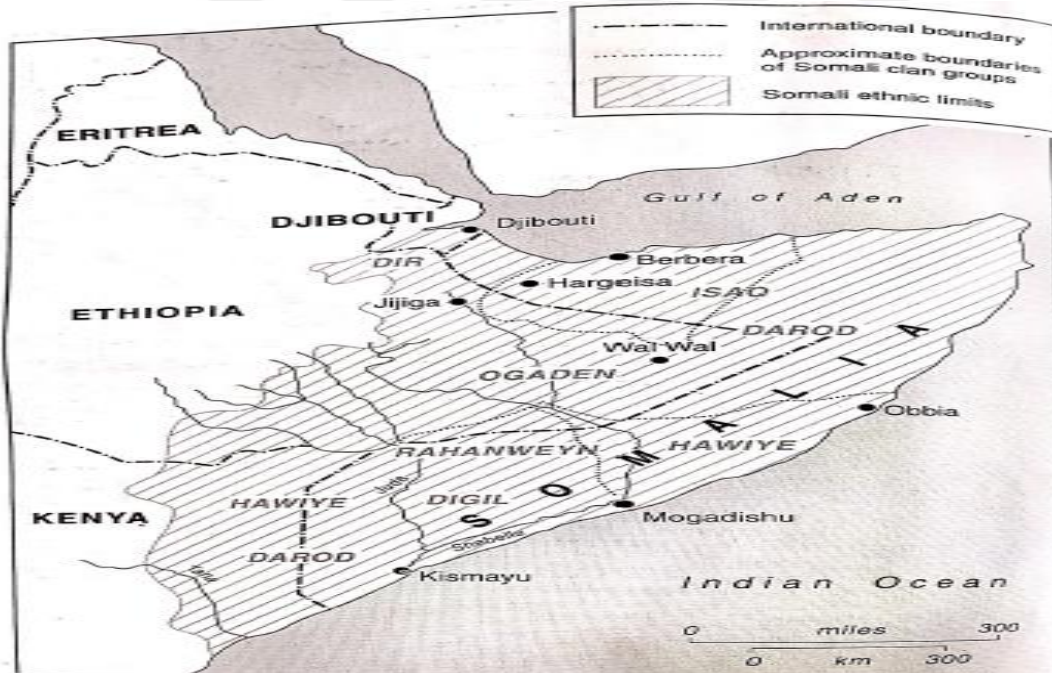 International boundary
Approximate boundaries
of Somali clan groups
Somali ethnic limits
ERITREA
Gulf of Aden
DJIBOUTI
Djibouti
DIR
Berbera
Hargeisa
ISAQ
Jijiga
ETHIOPIA
DAROD
Wal Wal
OGADEN
Obbia
SOMALIA
RAHANWEYN
HAWIYE
Juba
HAWIYE
DIGIL
KENYA
Mogadishu
Shabelle
DAROD
Tana
Kismayu
Indian Ocean
0 miles 300
0 km 300